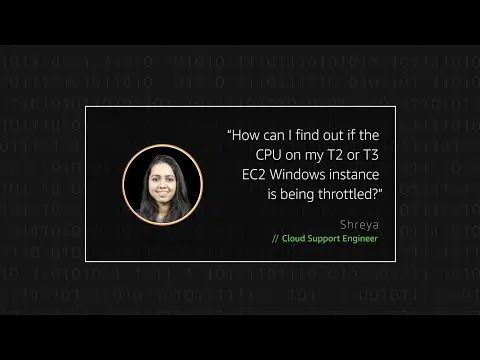 “How can I find out if the
CPU on my T2 or T3
EC2 Windows instance
is being throttled?”
Shreya
// Cloud Support Engineer